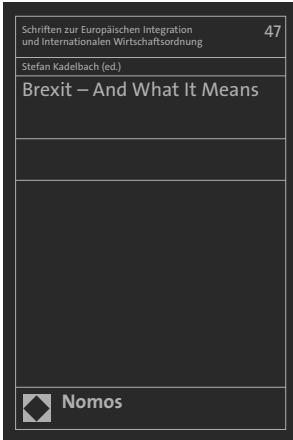 Schriften zur Europäischen Integration
und Internationalen Wirtschaftsordnung
47
Stefan Kadelbach (ed.)
Brexit – And What It Means
Nomos